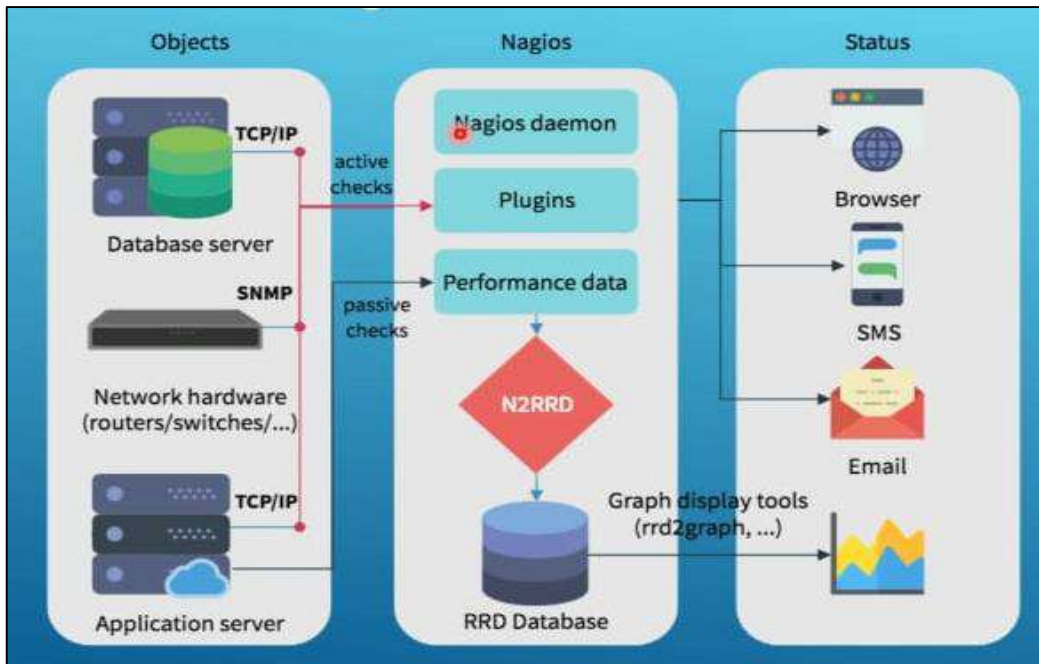 Objects
Nagios
Status
TCP/IP
Database server
SNMP
Network hardware
(routers/switches/...)
TCP/IP
Application server
active
checks
passive
checks
Nagios daemon
Plugins
Performance data
N2RRD
RRD Database
Graph display tools
(rrd2graph, ...)
Browser
SMS
Email